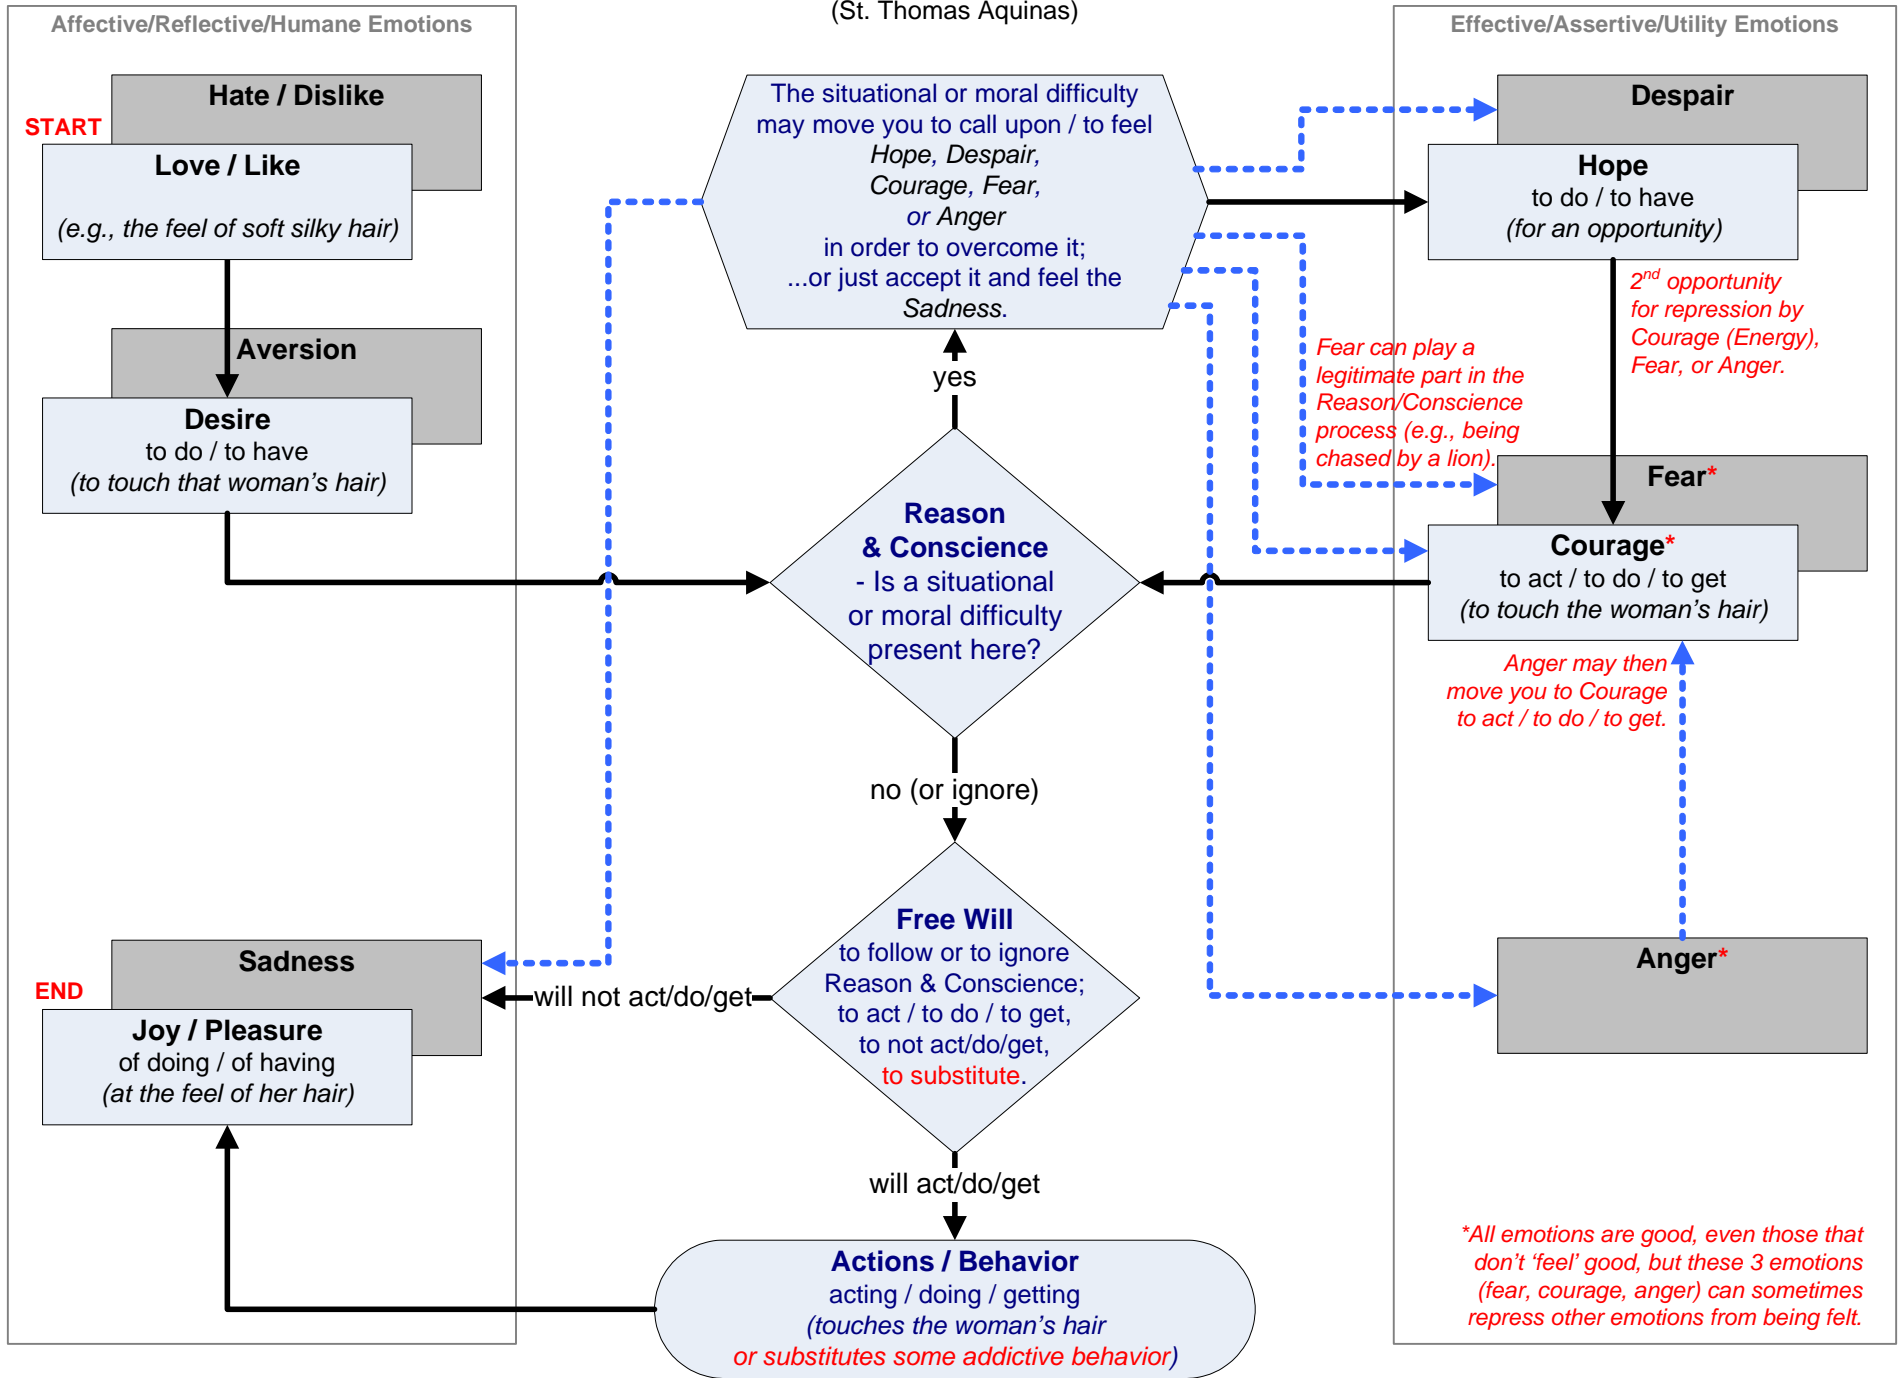 (St. Thomas Aquinas)
Affective/Reflective/Humane Emotions
Hate / Dislike
START
Love / Like
(e.g., the feel of soft silky hair)
Aversion
Desire
to do / to have
(to touch that woman's hair)
Sadness
END
Joy / Pleasure
of doing / of having
(at the feel of her hair)
The situational or moral difficulty
may move you to call upon / to feel
Hope, Despair,
Courage, Fear,
or Anger
in order to overcome it;
...or just accept it and feel the
Sadness.
yes
Reason
& Conscience
- Is a situational
or moral difficulty
present here?
no (or ignore)
Free Will
to follow or to ignore
Reason & Conscience;
to act / to do / to get,
to not act/do/get,
to substitute.
will not act/do/get
will act/do/get
Actions / Behavior
acting / doing / getting
(touches the woman's hair
or substitutes some addictive behavior)
Effective/Assertive/Utility Emotions
Despair
Hope
to do / to have
(for an opportunity)
2nd opportunity
for repression by
Courage (Energy),
Fear, or Anger.
Fear can play a
legitimate part in the
Reason/Conscience
process (e.g., being
chased by a lion).
Fear*
Courage*
to act / to do / to get
(to touch the woman's hair)
Anger may then
move you to Courage
to act / to do / to get.
Anger*
*All emotions are good, even those that
don't 'feel' good, but these 3 emotions
(fear, courage, anger) can sometimes
repress other emotions from being felt.